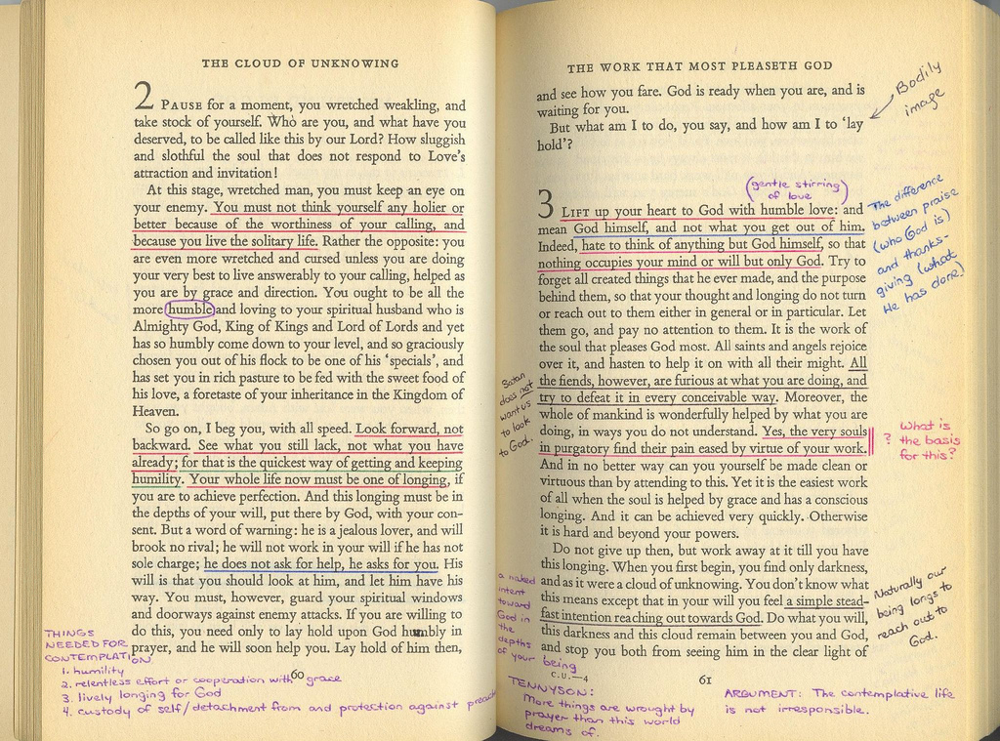 THE CLOUD OF UNKNOWING
2 PAUSE for a moment, you wretched weakling, and
take stock of yourself. Who are you, and what have you
deserved, to be called like this by our Lord? How sluggish
and slothful the soul that does not respond to Love's
attraction and invitation!
At this stage, wretched man, you must keep an eye on
your enemy. You must not think yourself any holier or
better because of the worthiness of your calling, and
because you live the solitary life. Rather the opposite: you
are even more wretched and cursed unless you are doing
your very best to live answerably to your calling, helped as
you are by grace and direction. You ought to be all the
more humble and loving to your spiritual husband who is
Almighty God, King of Kings and Lord of Lords and yet
has so humbly come down to your level, and so graciously
chosen you out of his flock to be one of his 'specials', and
has set you in rich pasture to be fed with the sweet food of
his love, a foretaste of your inheritance in the Kingdom of
Heaven.
So go on, I beg you, with all speed. Look forward, not
backward. See what you still lack, not what you have
already; for that is the quickest way of getting and keeping
humility. Your whole life now must be one of longing, if
you are to achieve perfection. And this longing must be in
the depths of your will, put there by God, with your con-
sent. But a word of warning: he is a jealous lover, and will
brook no rival; he will not work in your will if he has not
sole charge; he does not ask for help, he asks for you. His
will is that you should look at him, and let him have his
way. You must, however, guard your spiritual windows
and doorways against enemy attacks. If you are willing to
do this, you need only to lay hold upon God humbly in
prayer, and he will soon help you. Lay hold of him then,
60
THINGS
NEEDED FOR
CONTEMPLATION
1. humility
2. relentless effort or cooperation with grace
3. lively longing for God
4. custody of self/detachment from and protection against
THE WORK THAT MOST PLEASETH GOD
and see how you fare. God is ready when you are, and is
waiting for you.
But what am I to do, you say, and how am I to 'lay
hold'?
Bodily
image
(gentle stirring
of love)
3 LIFT up your heart to God with humble love: and
mean God himself, and not what you get out of him.
Indeed, hate to think of anything but God himself, so that
nothing occupies your mind or will but only God. Try to
forget all created things that he ever made, and the purpose
behind them, so that your thought and longing do not turn
or reach out to them either in general or in particular. Let
them go, and pay no attention to them. It is the work of
the soul that pleases God most. All saints and angels rejoice
over it, and hasten to help it on with all their might. All
the fiends, however, are furious at what you are doing, and
try to defeat it in every conceivable way. Moreover, the
whole of mankind is wonderfully helped by what you are
doing, in ways you do not understand. Yes, the very souls
in purgatory find their pain eased by virtue of your work.
And in no better way can you yourself be made clean or
virtuous than by attending to this. Yet it is the easiest work
of all when the soul is helped by grace and has a conscious
longing. And it can be achieved very quickly. Otherwise
it is hard and beyond your powers.
Do not give up then, but work away at it till you have
this longing. When you first begin, you find only darkness,
and as it were a cloud of unknowing. You don't know what
this means except that in your will you feel a simple stead-
fast intention reaching out towards God. Do what you will,
this darkness and this cloud remain between you and God,
and stop you both from seeing him in the clear light of
C.U.—4
61
The difference
between praise
(who God is)
and thanks-
giving (what
He has done.)
Satan
does not
want us
to look
to God.
? What is
the basis
for this?
a naked
intent
toward
God in
the
depths
of your being
Naturally our
being longs to
reach out to
God.
TENNYSON:
More things are wrought by
prayer than this world
dreams of.
ARGUMENT: The contemplative life
is not irresponsible.